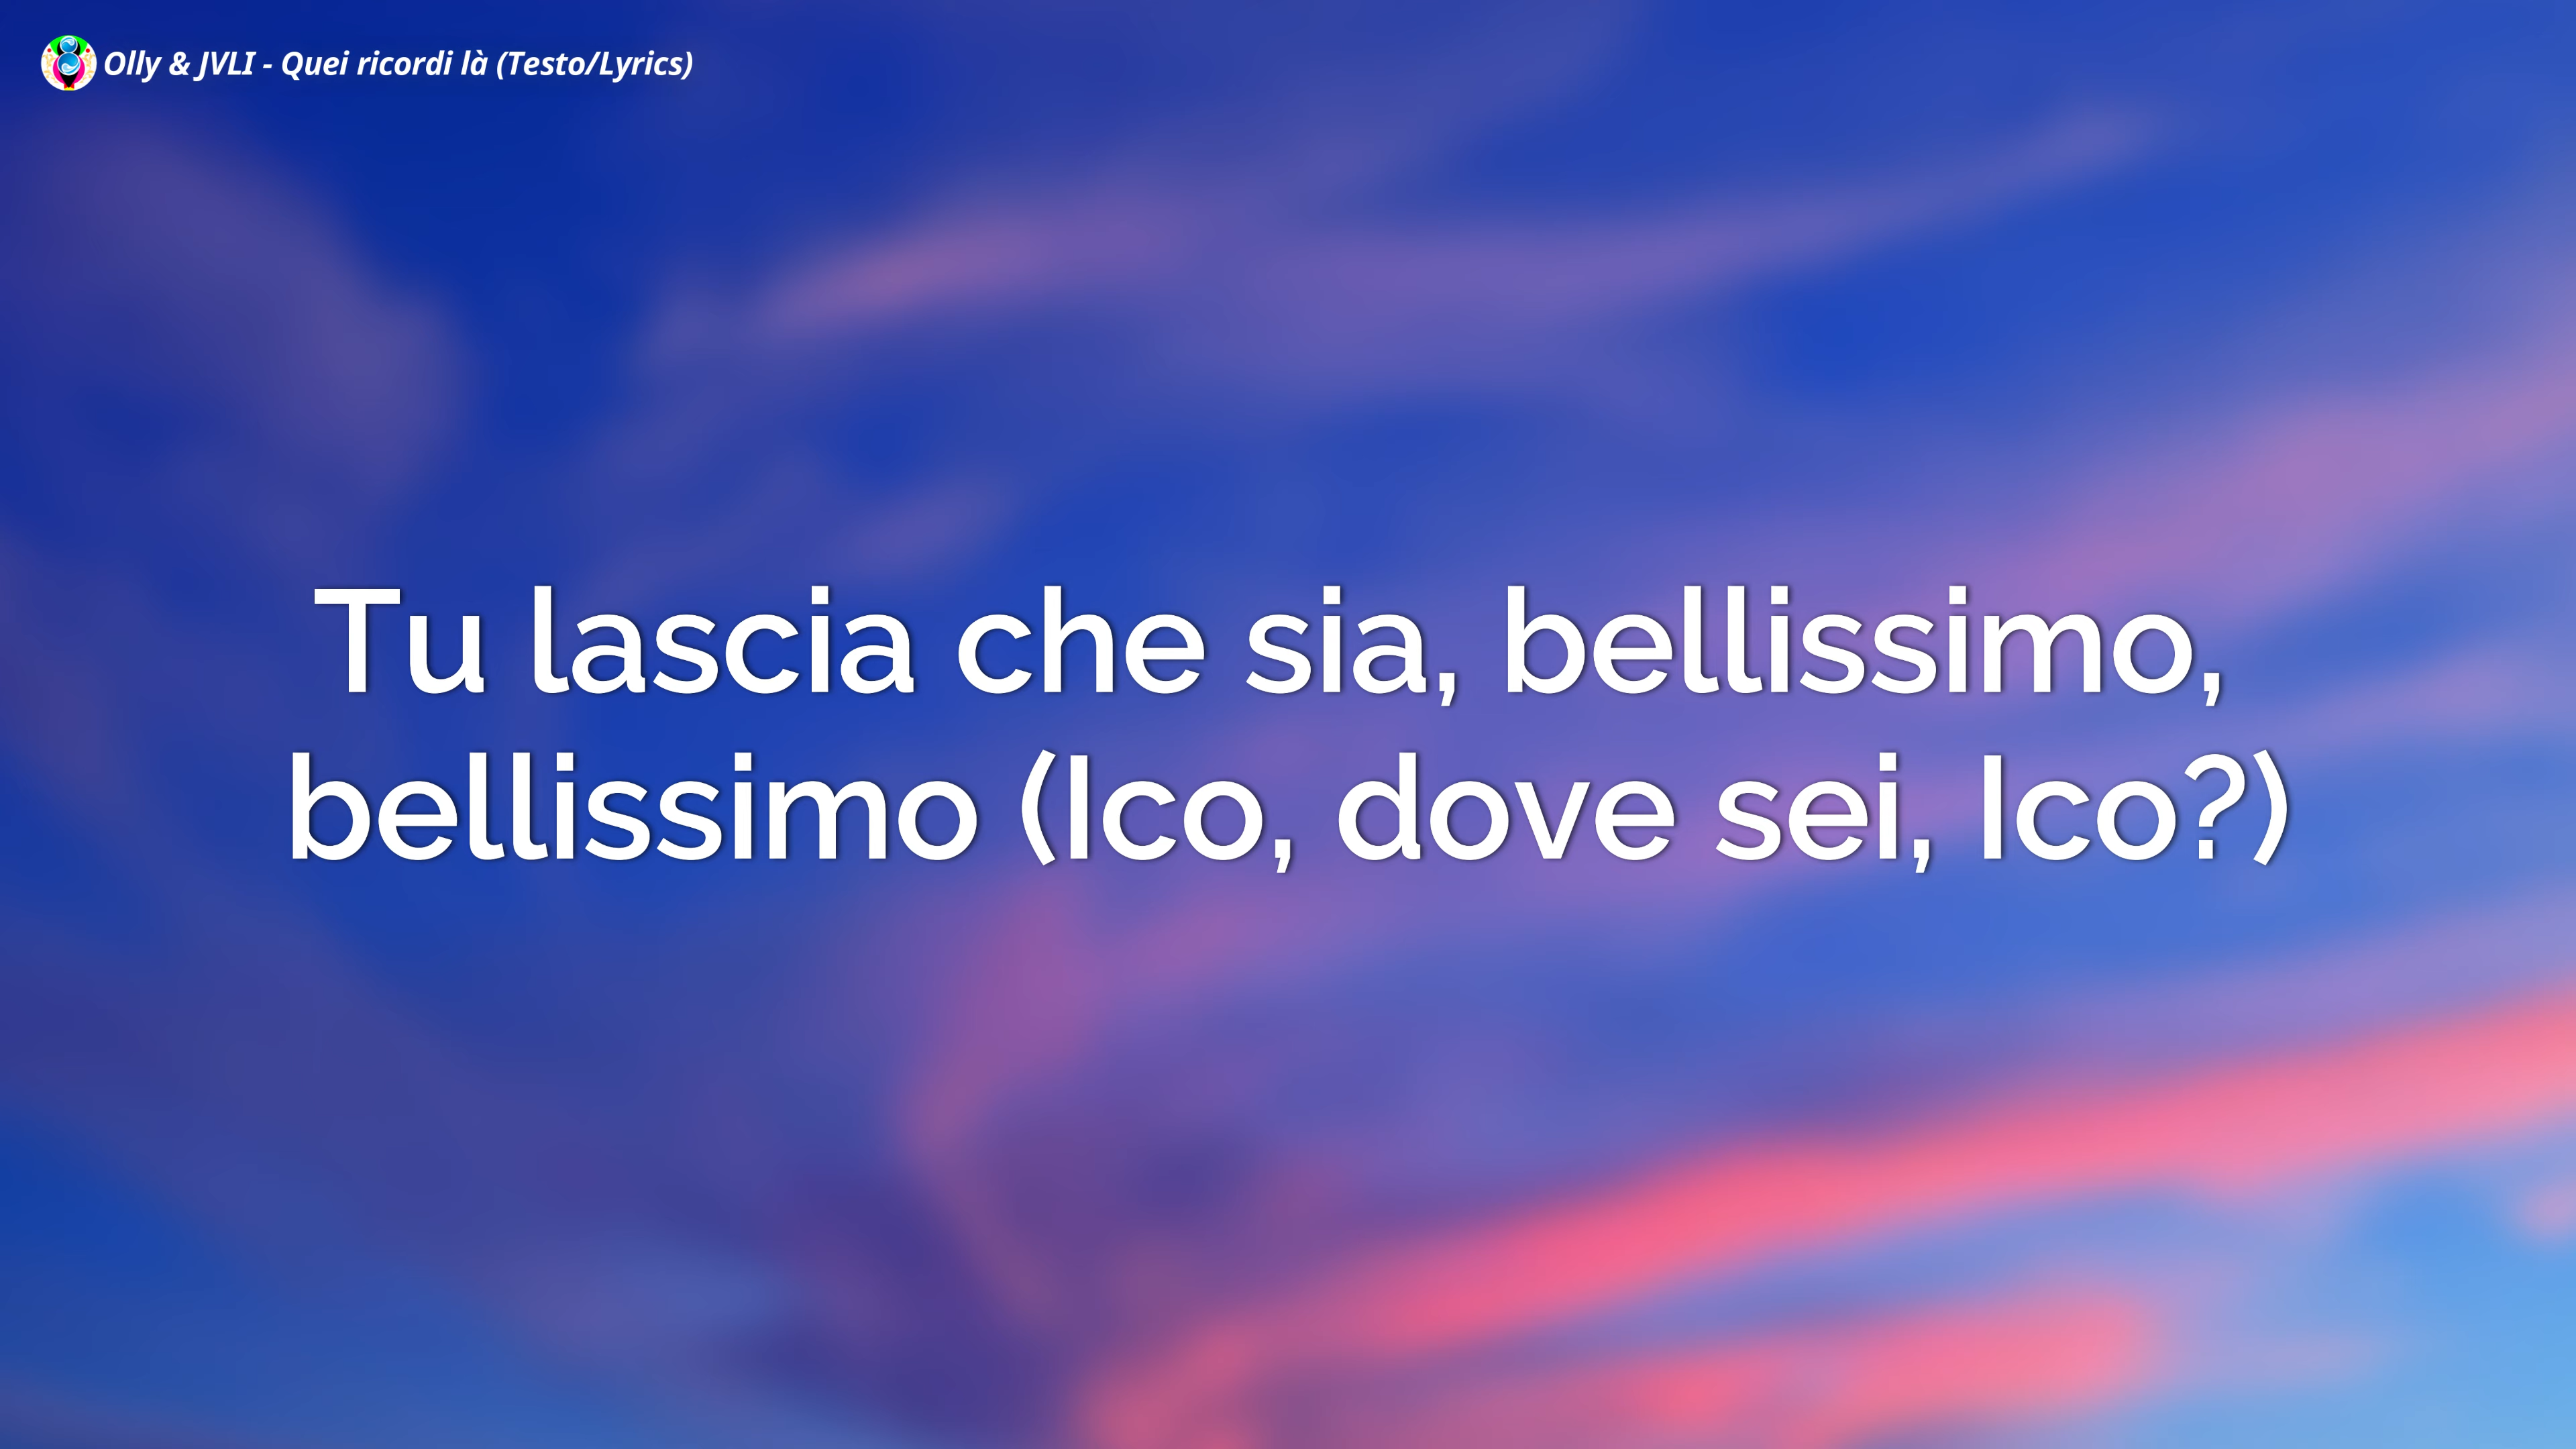 Olly & JVLI - Quei ricordi là (Testo/Lyrics)
Tu lascia che sia, bellissimo,
bellissimo (Ico, dove sei, Ico?)